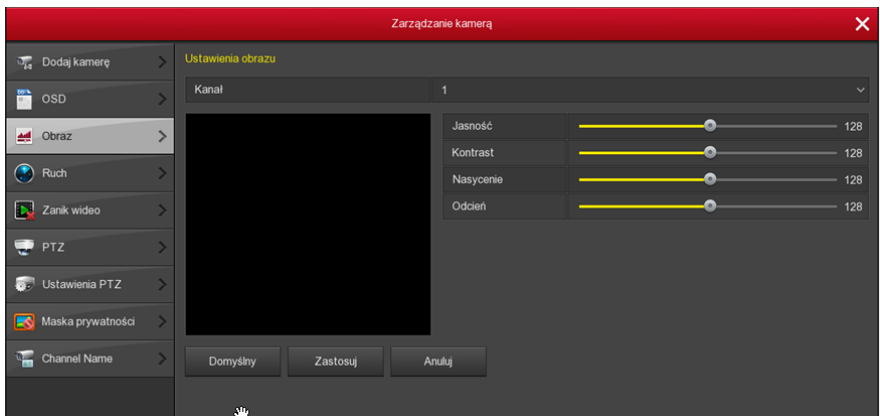 Zarządzanie kamerą
Dodaj kamerę
OSD
Obraz
Ruch
Zanik wideo
PTZ
Ustawienia PTZ
Maska prywatności
Channel Name
Ustawienia obrazu
Kanał 1
Jasność 128
Kontrast 128
Nasycenie 128
Odcień 128
Domyślny Zastosuj Anuluj